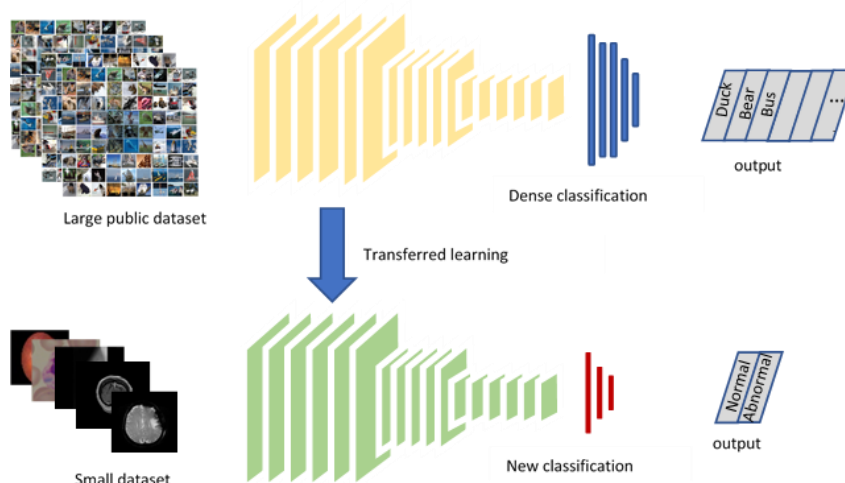 Duck
Bear
Bus
...
output
Dense classification
Large public dataset
Transferred learning
Normal
Abnormal
output
New classification
Small dataset